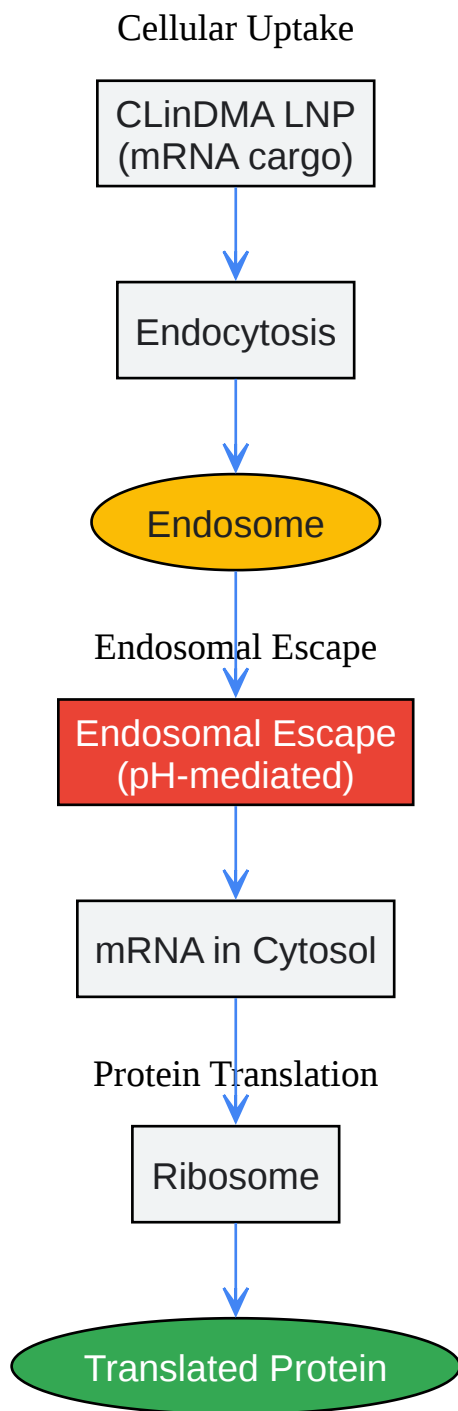 Cellular Uptake
CLinDMA LNP
(mRNA cargo)
Endocytosis
Endosome
Endosomal Escape
Endosomal Escape
(pH-mediated)
mRNA in Cytosol
Protein Translation
Ribosome
Translated Protein